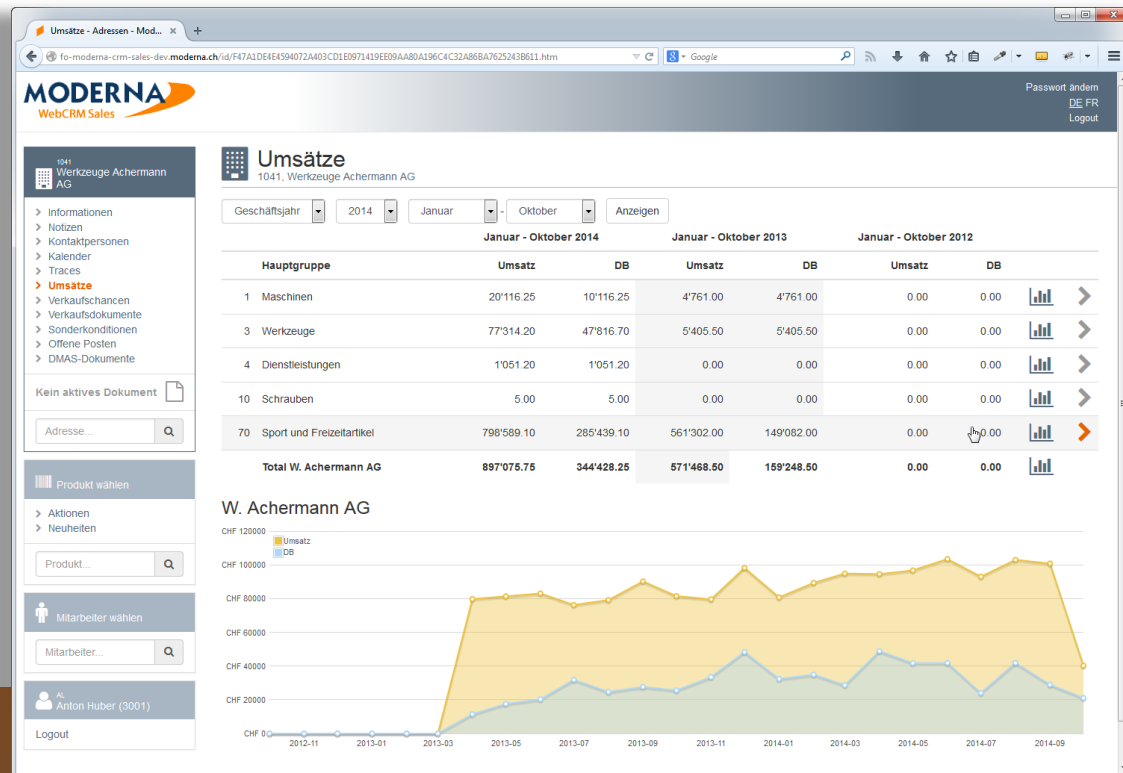 Umsätze - Adressen - Mod...
fo-moderna-crm-sales-dev.moderna.ch/id/F47A1DE4E4594072A403CD1E0971419EE09AA80A196C4C32A86BA7625243B611.htm
Google
MODERNA
WebCRM Sales
Passwort ändern
DE FR
Logout
1041
Werkzeuge Achermann
AG
Informationen
Notizen
Kontaktpersonen
Kalender
Traces
Umsätze
Verkaufschancen
Verkaufsdokumente
Sonderkonditionen
Offene Posten
DMAS-Dokumente
Kein aktives Dokument
Adresse...
Produkt wählen
Aktionen
Neuheiten
Produkt...
Mitarbeiter wählen
Mitarbeiter...
AL
Anton Huber (3001)
Logout
Umsätze
1041, Werkzeuge Achermann AG
Geschäftsjahr 2014 Januar - Oktober Anzeigen
Januar - Oktober 2014 Januar - Oktober 2013 Januar - Oktober 2012
Hauptgruppe Umsatz DB Umsatz DB Umsatz DB
1 Maschinen 20'116.25 10'116.25 4'761.00 4'761.00 0.00 0.00
3 Werkzeuge 77'314.20 47'816.70 5'405.50 5'405.50 0.00 0.00
4 Dienstleistungen 1'051.20 1'051.20 0.00 0.00 0.00 0.00
10 Schrauben 5.00 5.00 0.00 0.00 0.00 0.00
70 Sport und Freizeitartikel 798'589.10 285'439.10 561'302.00 149'082.00 0.00 0.00
Total W. Achermann AG 897'075.75 344'428.25 571'468.50 159'248.50 0.00 0.00
W. Achermann AG
CHF 120000
Umsatz
DB
CHF 100000
CHF 80000
CHF 60000
CHF 40000
CHF 20000
CHF 0
2012-11 2013-01 2013-03 2013-05 2013-07 2013-09 2013-11 2014-01 2014-03 2014-05 2014-07 2014-09